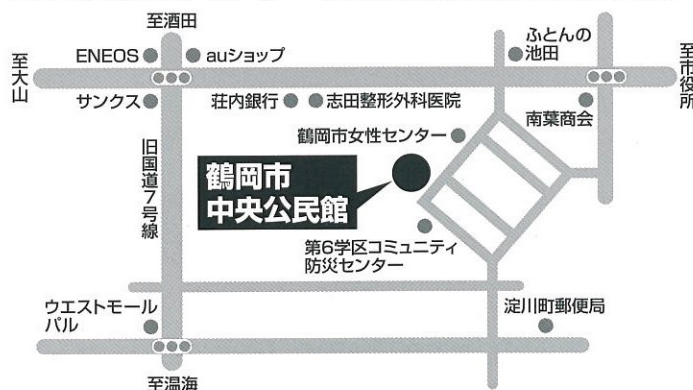 至酒田
ENEOS
auショップ
ふとんの
池田
至大山
至市役所
サンクス
荘内銀行
志田整形外科医院
南葉商会
鶴岡市女性センター
旧国道7号線
鶴岡市
中央公民館
第6学区コミュニティ
防災センター
ウエストモール
パル
淀川町郵便局
至温海